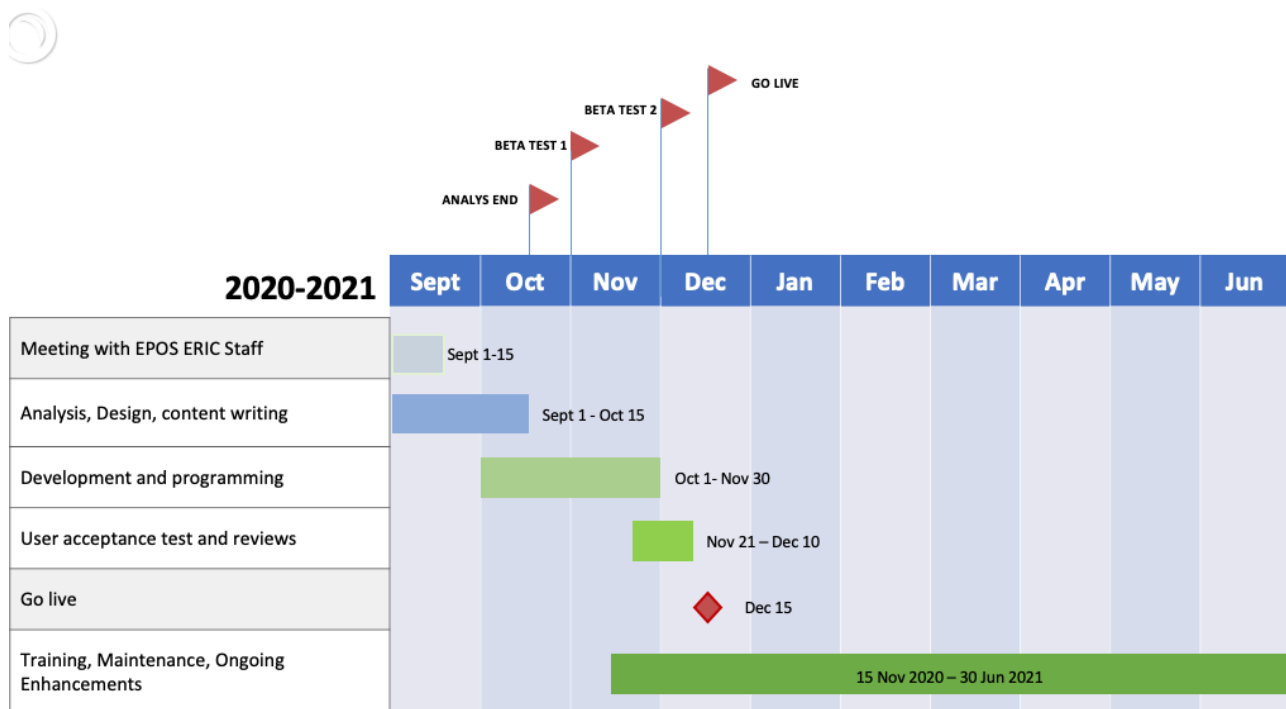 GO LIVE
BETA TEST 2
BETA TEST 1
ANALYS END
2020-2021 Sept Oct Nov Dec Jan Feb Mar Apr May Jun
Meeting with EPOS ERIC Staff Sept 1-15
Analysis, Design, content writing Sept 1 - Oct 15
Development and programming Oct 1- Nov 30
User acceptance test and reviews Nov 21 – Dec 10
Go live Dec 15
Training, Maintenance, Ongoing
Enhancements 15 Nov 2020 – 30 Jun 2021